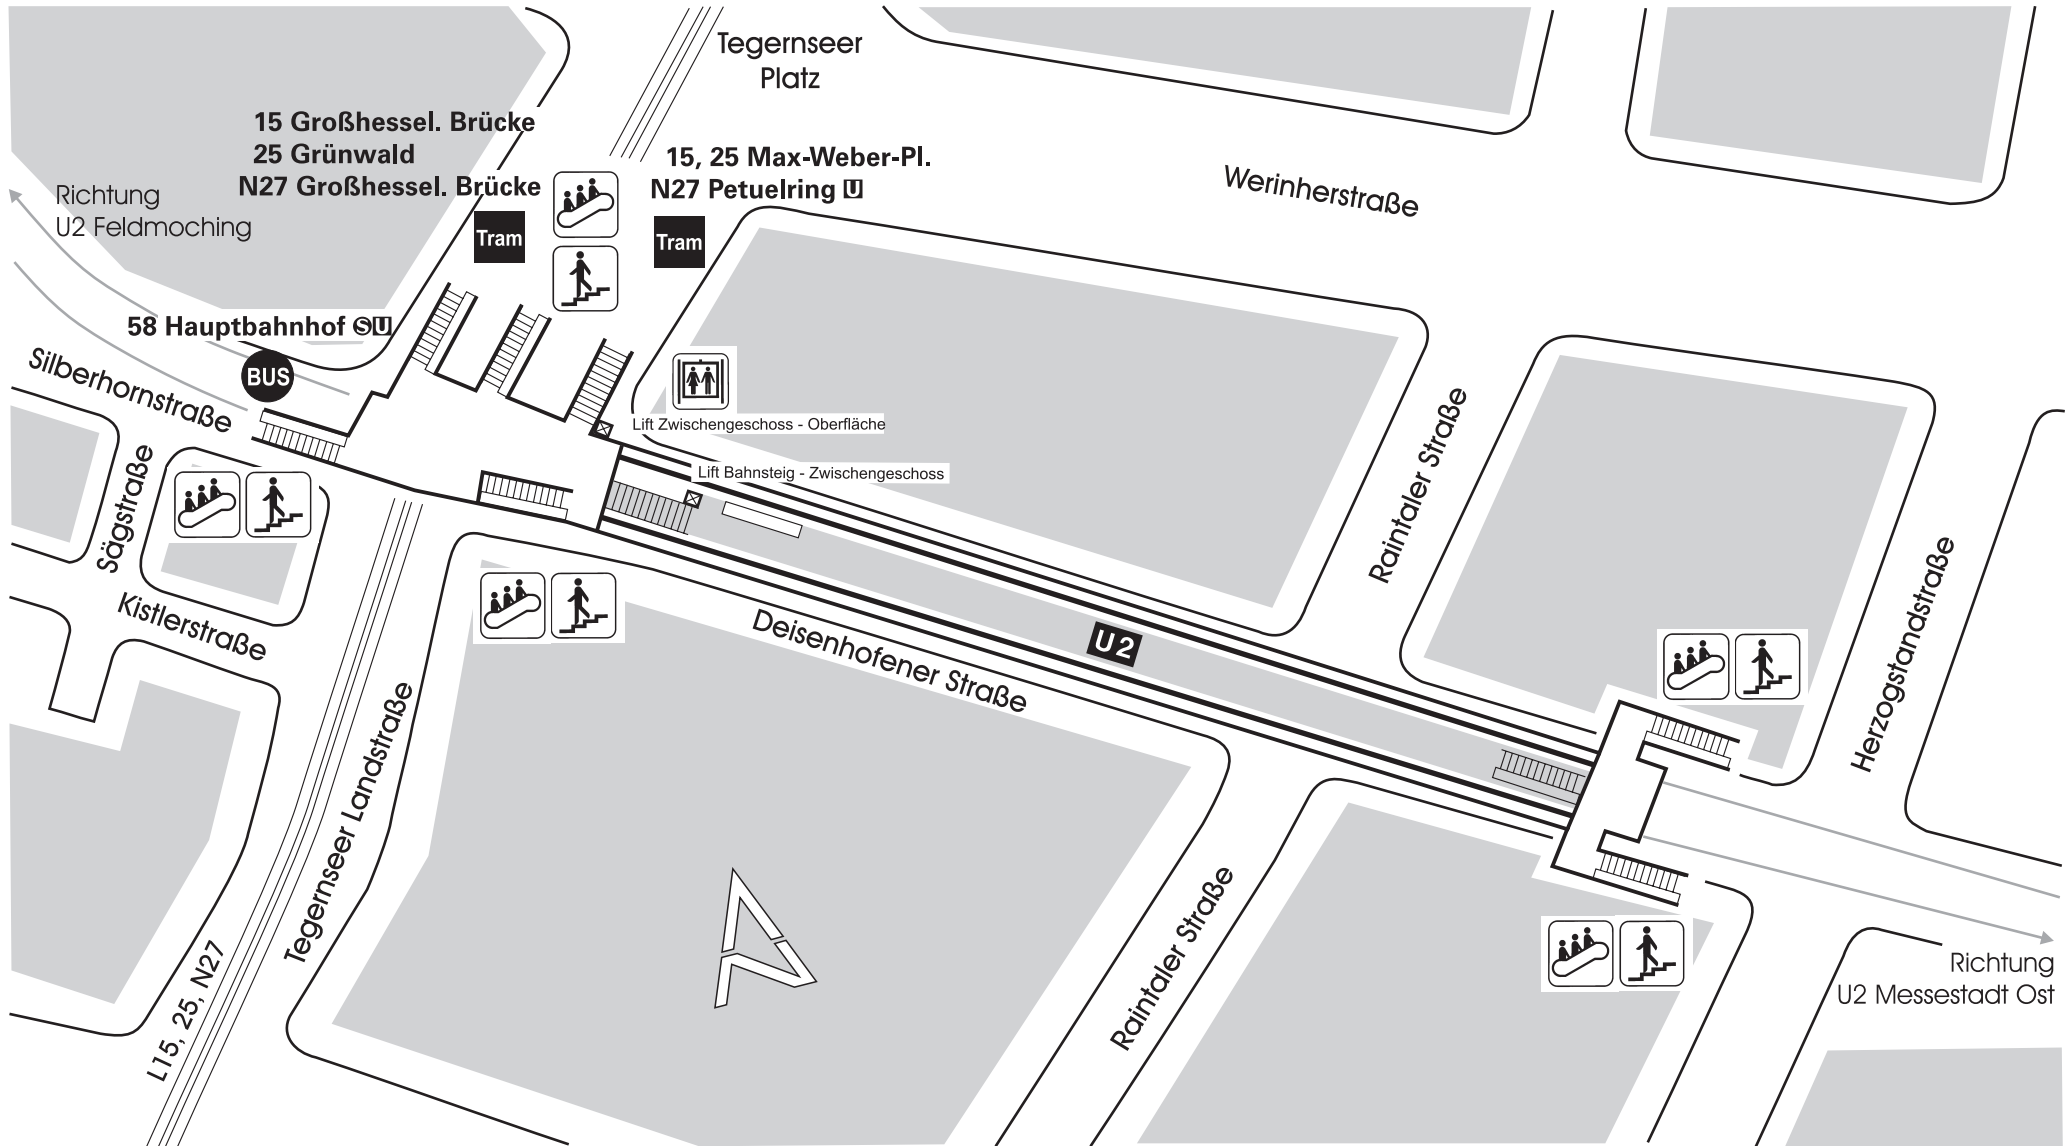 Tegernseer
Platz
15 Großhessel. Brücke
25 Grünwald
N27 Großhessel. Brücke
15, 25 Max-Weber-Pl.
N27 Petuelring U
Richtung
U2 Feldmoching
Werinherstraße
Tram
Tram
58 Hauptbahnhof S U
BUS
Silberhornstraße
Lift Zwischengeschoss - Oberfläche
Lift Bahnsteig - Zwischengeschoss
Sägstraße
Kistlerstraße
Raintaler Straße
Herzogstandstraße
Deisenhofener Straße
U2
Tegernseer Landstraße
L15, 25, N27
Raintaler Straße
Richtung
U2 Messestadt Ost